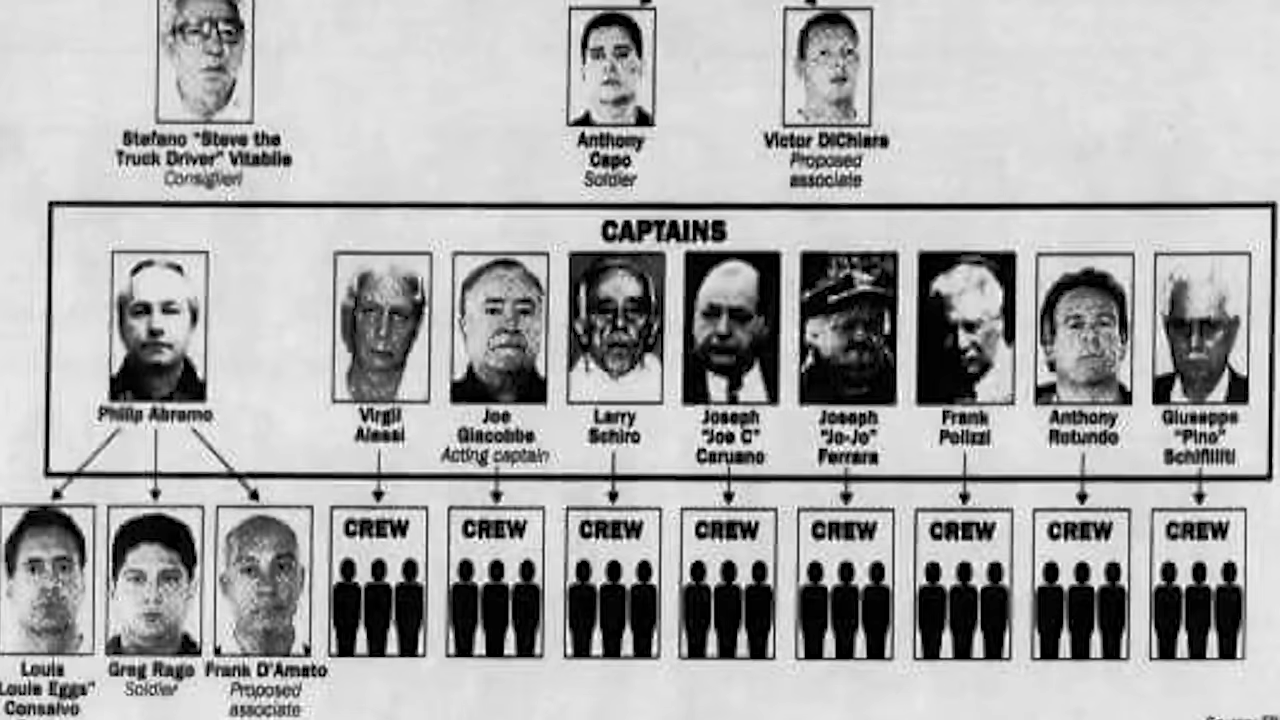 Stefano "Steve the
Truck Driver" Vitabile
Consiglieri
Anthony
Capo
Soldier
Victor DiChiara
Proposed
associate
CAPTAINS
Philip Abramo
Virgil
Alessi
Joe
Giacobbe
Acting captain
Larry
Schiro
Joseph
"Joe C"
Caruano
Joseph
"Jo-Jo"
Ferrara
Frank
Polizzi
Anthony
Rotundo
Giuseppe
"Pino"
Schifilliti
CREW
CREW
CREW
CREW
CREW
CREW
CREW
CREW
Louis
Louie Eggs"
Consalvo
Greg Rago
Soldier
Frank D'Amato
Proposed
associate